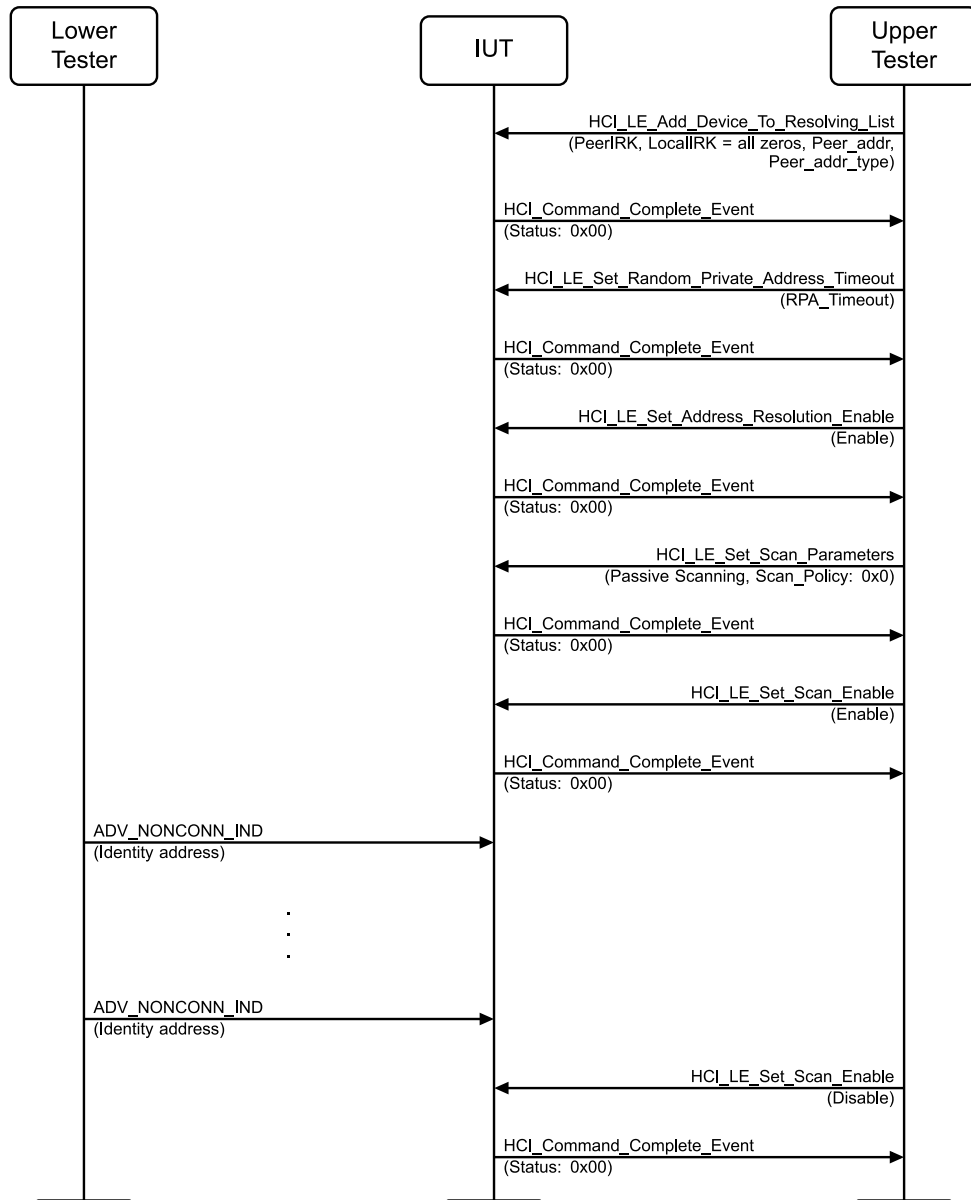 Lower
Tester
IUT
Upper
Tester
HCI_LE_Add_Device_To_Resolving_List
(PeerIRK, LocalIRK = all zeros, Peer_addr,
Peer_addr_type)
HCI_Command_Complete_Event
(Status: 0x00)
HCI_LE_Set_Random_Private_Address_Timeout
(RPA_Timeout)
HCI_Command_Complete_Event
(Status: 0x00)
HCI_LE_Set_Address_Resolution_Enable
(Enable)
HCI_Command_Complete_Event
(Status: 0x00)
HCI_LE_Set_Scan_Parameters
(Passive Scanning, Scan_Policy: 0x0)
HCI_Command_Complete_Event
(Status: 0x00)
HCI_LE_Set_Scan_Enable
(Enable)
HCI_Command_Complete_Event
(Status: 0x00)
ADV_NONCONN_IND
(Identity address)
.
.
.
ADV_NONCONN_IND
(Identity address)
HCI_LE_Set_Scan_Enable
(Disable)
HCI_Command_Complete_Event
(Status: 0x00)